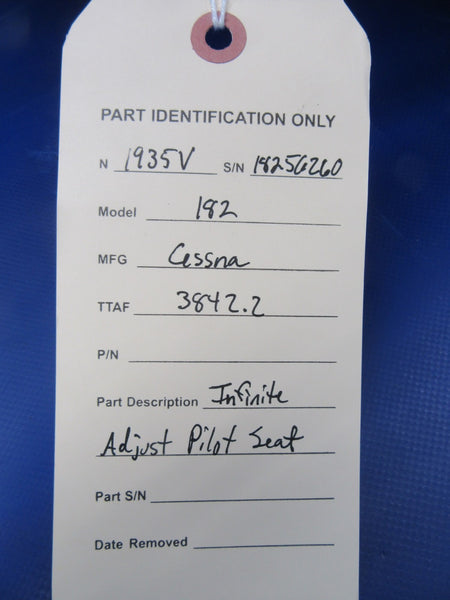 PART IDENTIFICATION ONLY
N 1935V S/N 18256260
Model 182
MFG Cessna
TTAF 3842.2
P/N
Part Description Infinite
Adjust Pilot Seat
Part S/N
Date Removed